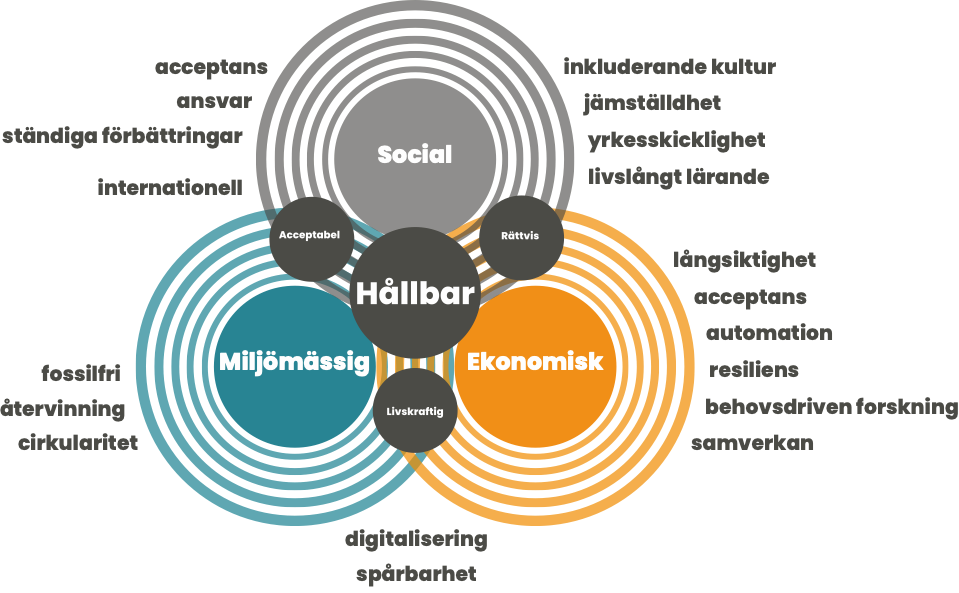 acceptans
ansvar
ständiga förbättringar
internationell
inkluderande kultur
jämställdhet
yrkesskicklighet
livslångt lärande
Social
Acceptabel
Rättvis
Hållbar
Miljömässig
Ekonomisk
Livskraftig
långsiktighet
acceptans
automation
resiliens
behovsdriven forskning
samverkan
fossilfri
återvinning
cirkularitet
digitalisering
spårbarhet